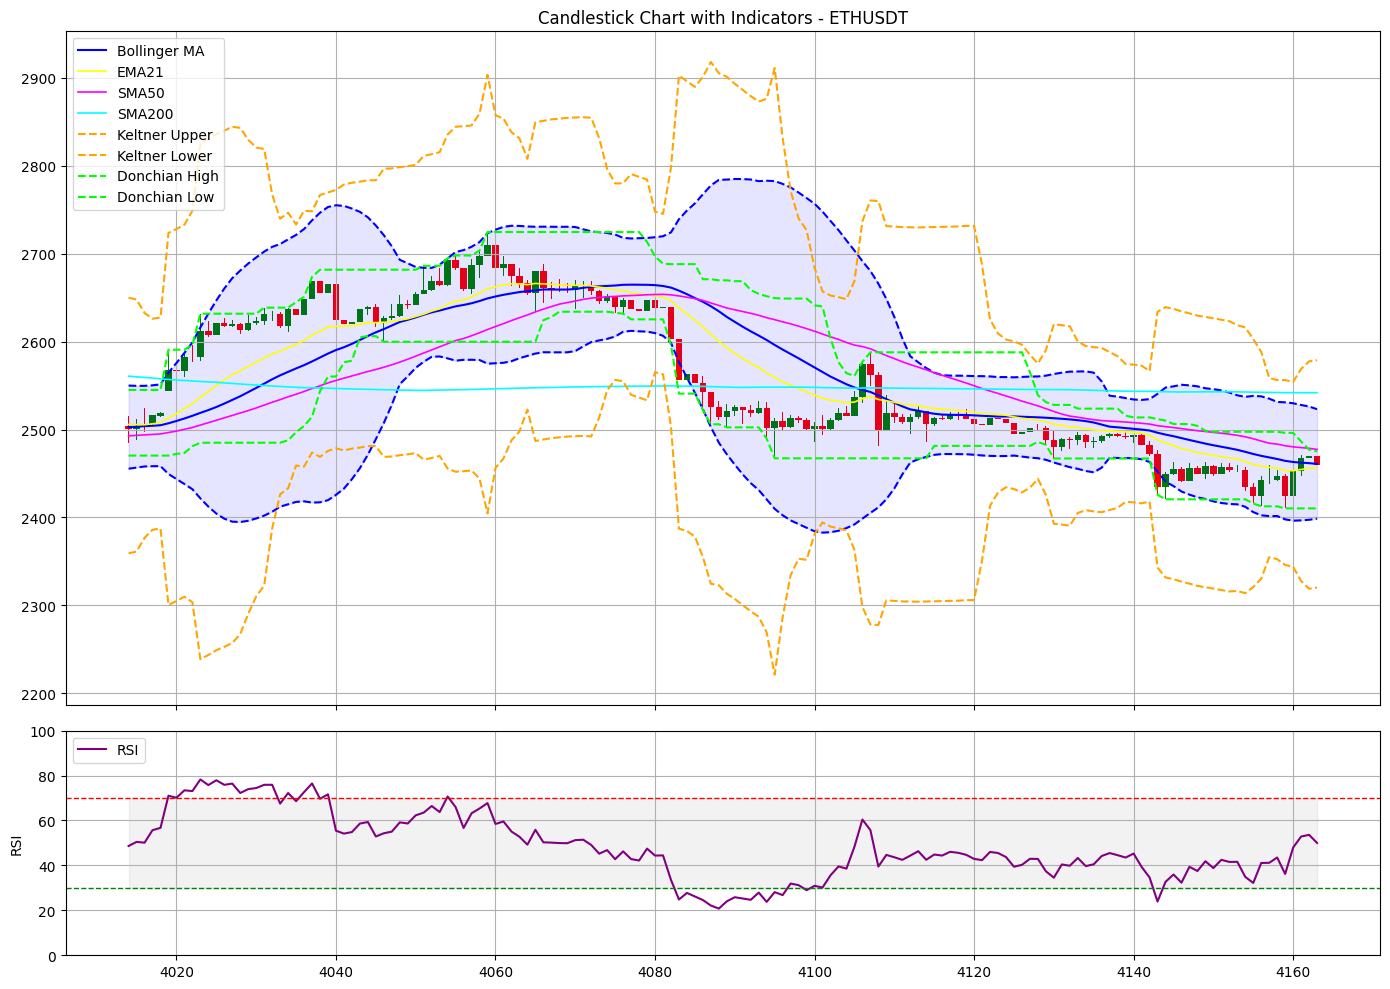 Candlestick Chart with Indicators - ETHUSDT
Bollinger MA
EMA21
SMA50
SMA200
Keltner Upper
Keltner Lower
Donchian High
Donchian Low
2900
2800
2700
2600
2500
2400
2300
2200
RSI
100
80
60
40
20
0
RSI
4020 4040 4060 4080 4100 4120 4140 4160